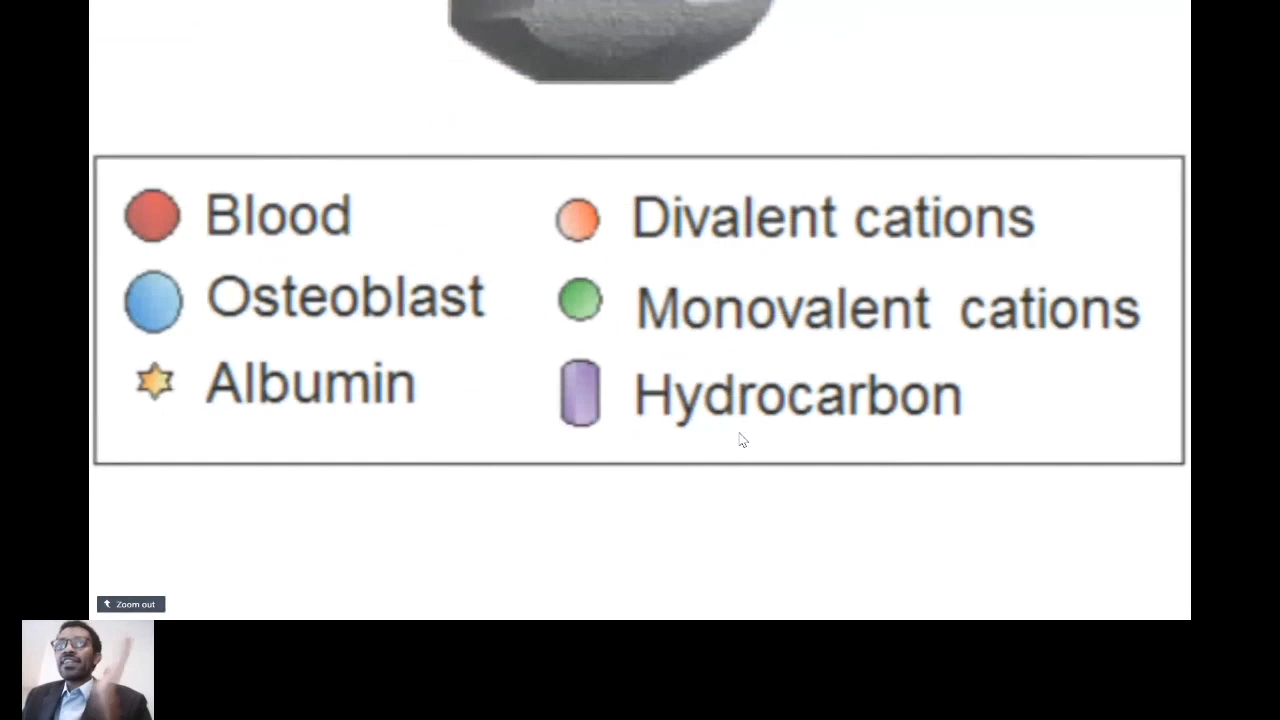 Blood
Osteoblast
Albumin
Divalent cations
Monovalent cations
Hydrocarbon
Zoom out